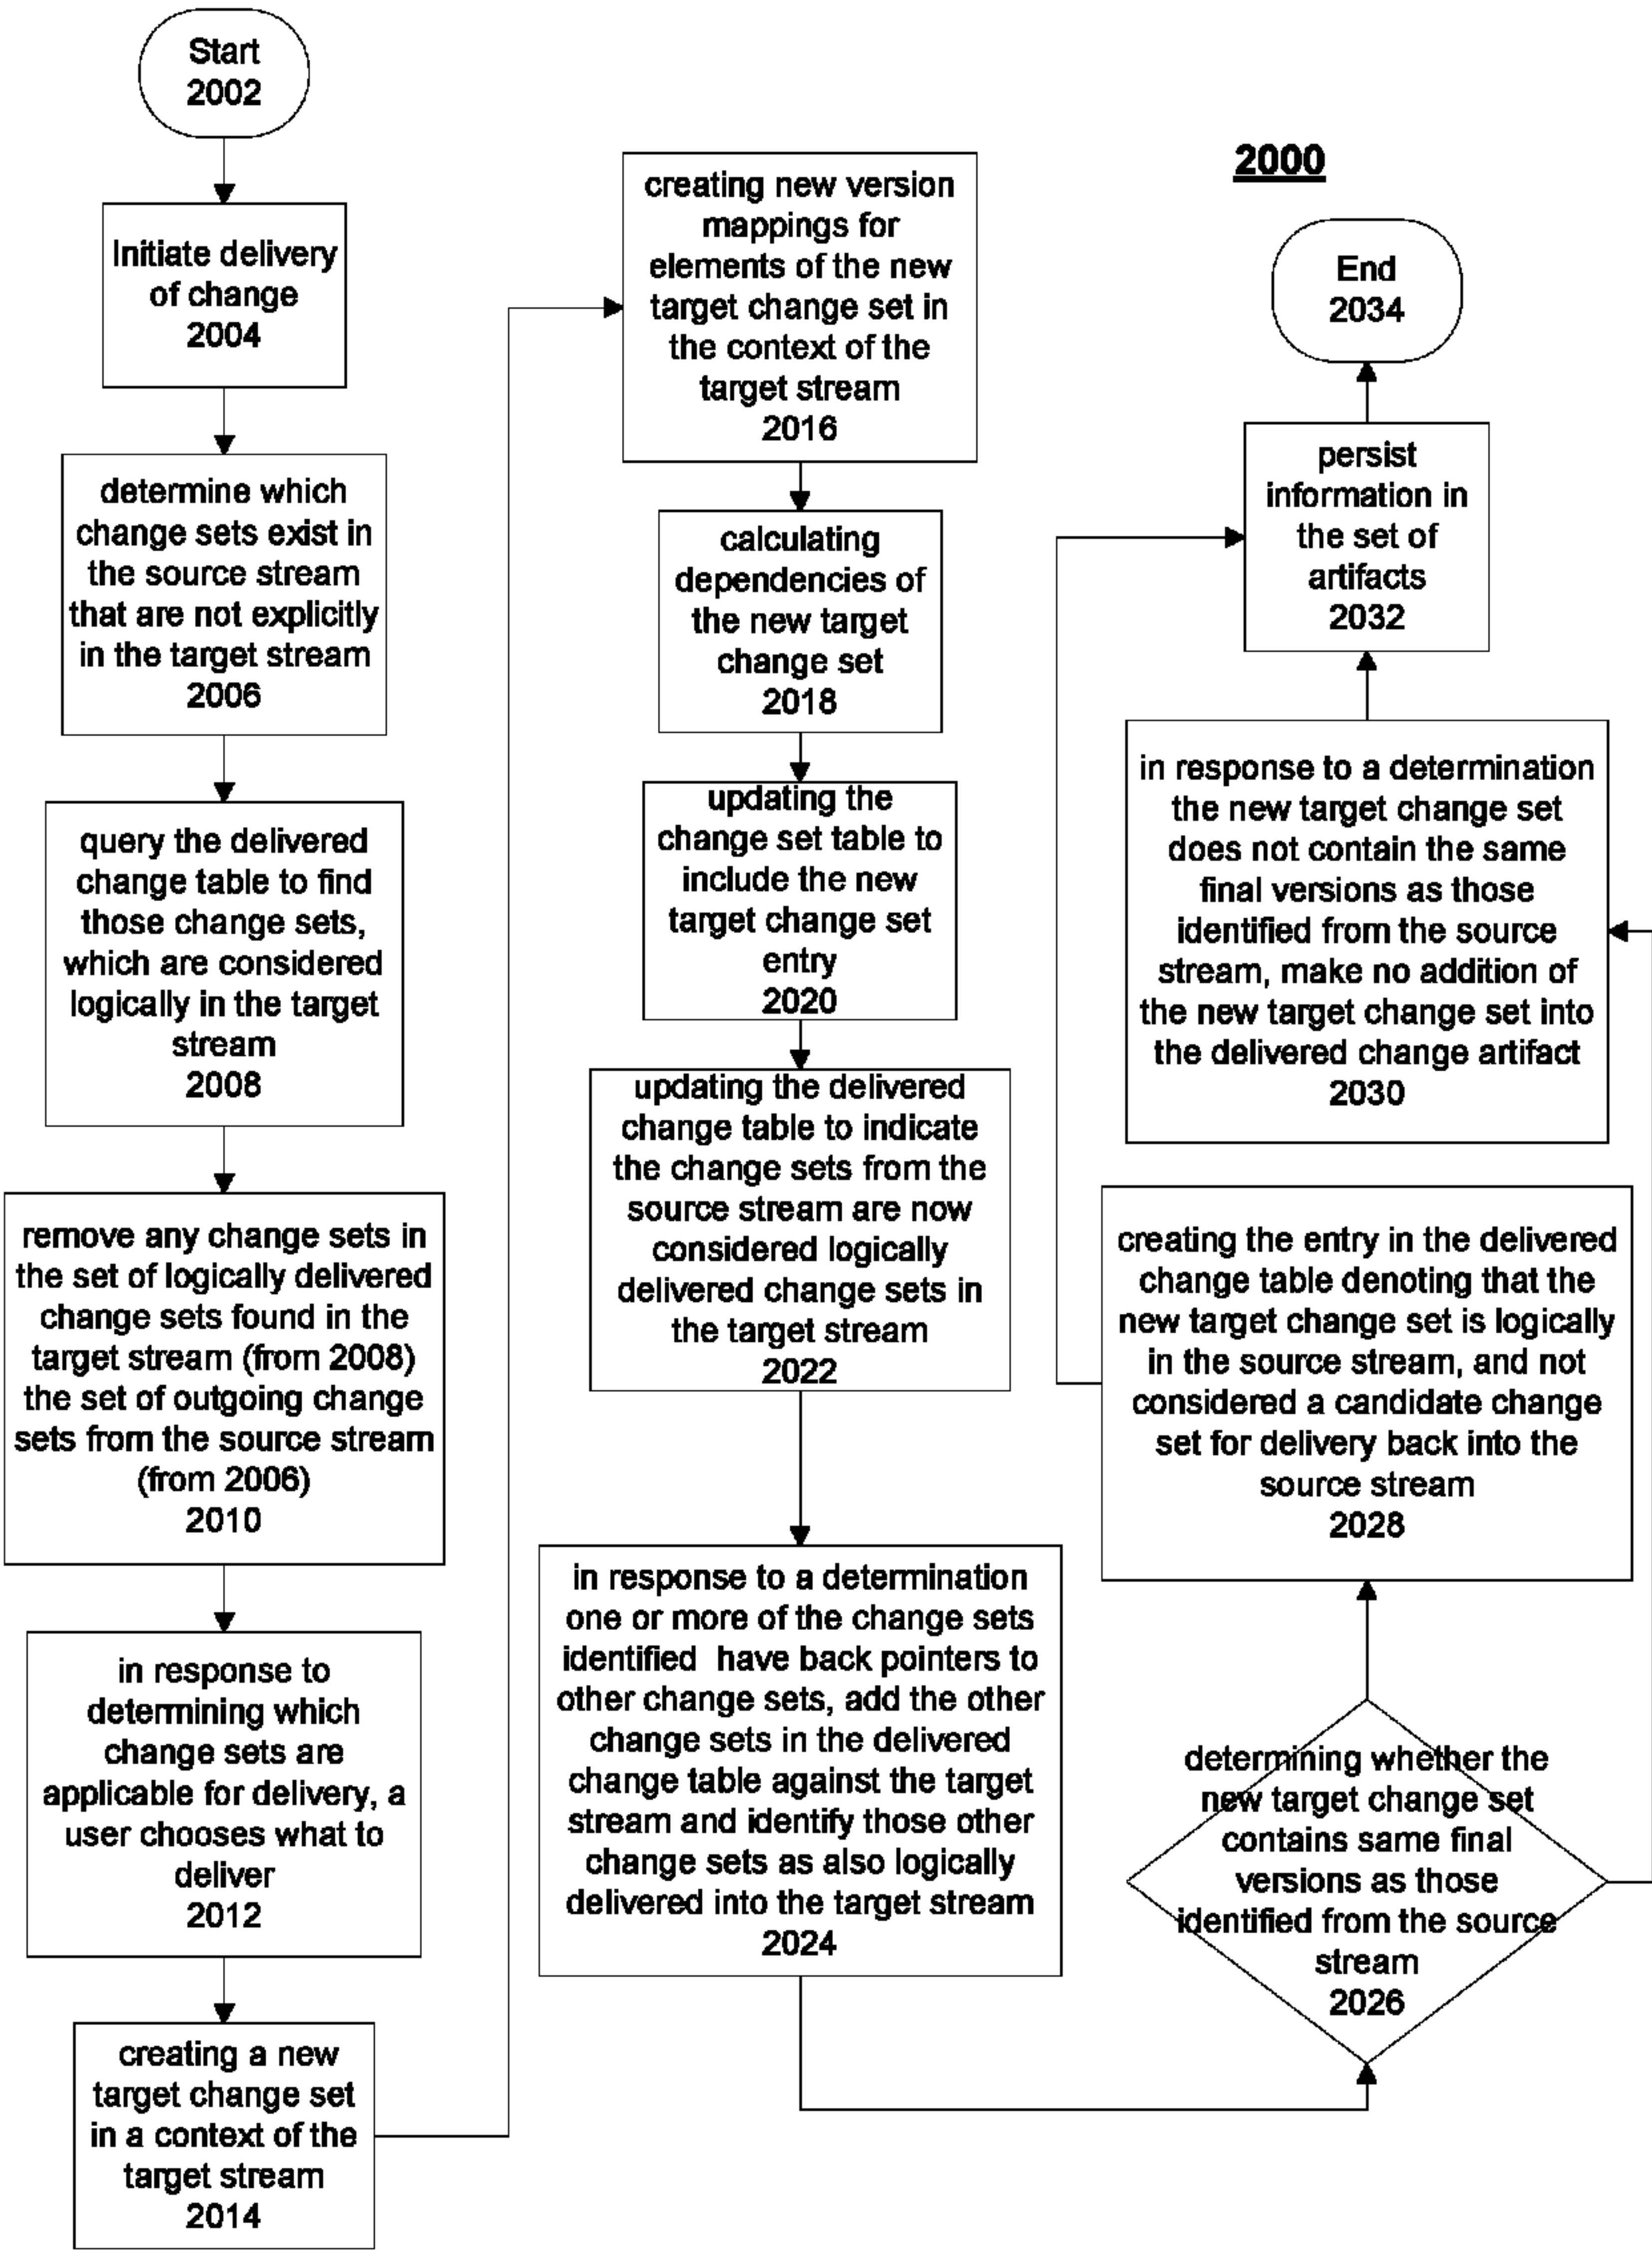 Start
2002
Initiate delivery
of change
2004
determine which
change sets exist in
the source stream
that are not explicitly
in the target stream
2006
query the delivered
change table to find
those change sets,
which are considered
logically in the target
stream
2008
remove any change sets in
the set of logically delivered
change sets found in the
target stream (from 2008)
the set of outgoing change
sets from the source stream
(from 2006)
2010
in response to
determining which
change sets are
applicable for delivery, a
user chooses what to
deliver
2012
creating a new
target change set
in a context of the
target stream
2014
creating new version
mappings for
elements of the new
target change set in
the context of the
target stream
2016
calculating
dependencies of
the new target
change set
2018
updating the
change set table to
include the new
target change set
entry
2020
updating the delivered
change table to indicate
the change sets from the
source stream are now
considered logically
delivered change sets in
the target stream
2022
in response to a determination
one or more of the change sets
identified have back pointers to
other change sets, add the other
change sets in the delivered
change table against the target
stream and identify those other
change sets as also logically
delivered into the target stream
2024
2000
End
2034
persist
information in
the set of
artifacts
2032
in response to a determination
the new target change set
does not contain the same
final versions as those
identified from the source
stream, make no addition of
the new target change set into
the delivered change artifact
2030
creating the entry in the delivered
change table denoting that the
new target change set is logically
in the source stream, and not
considered a candidate change
set for delivery back into the
source stream
2028
determining whether the
new target change set
contains same final
versions as those
identified from the source
stream
2026